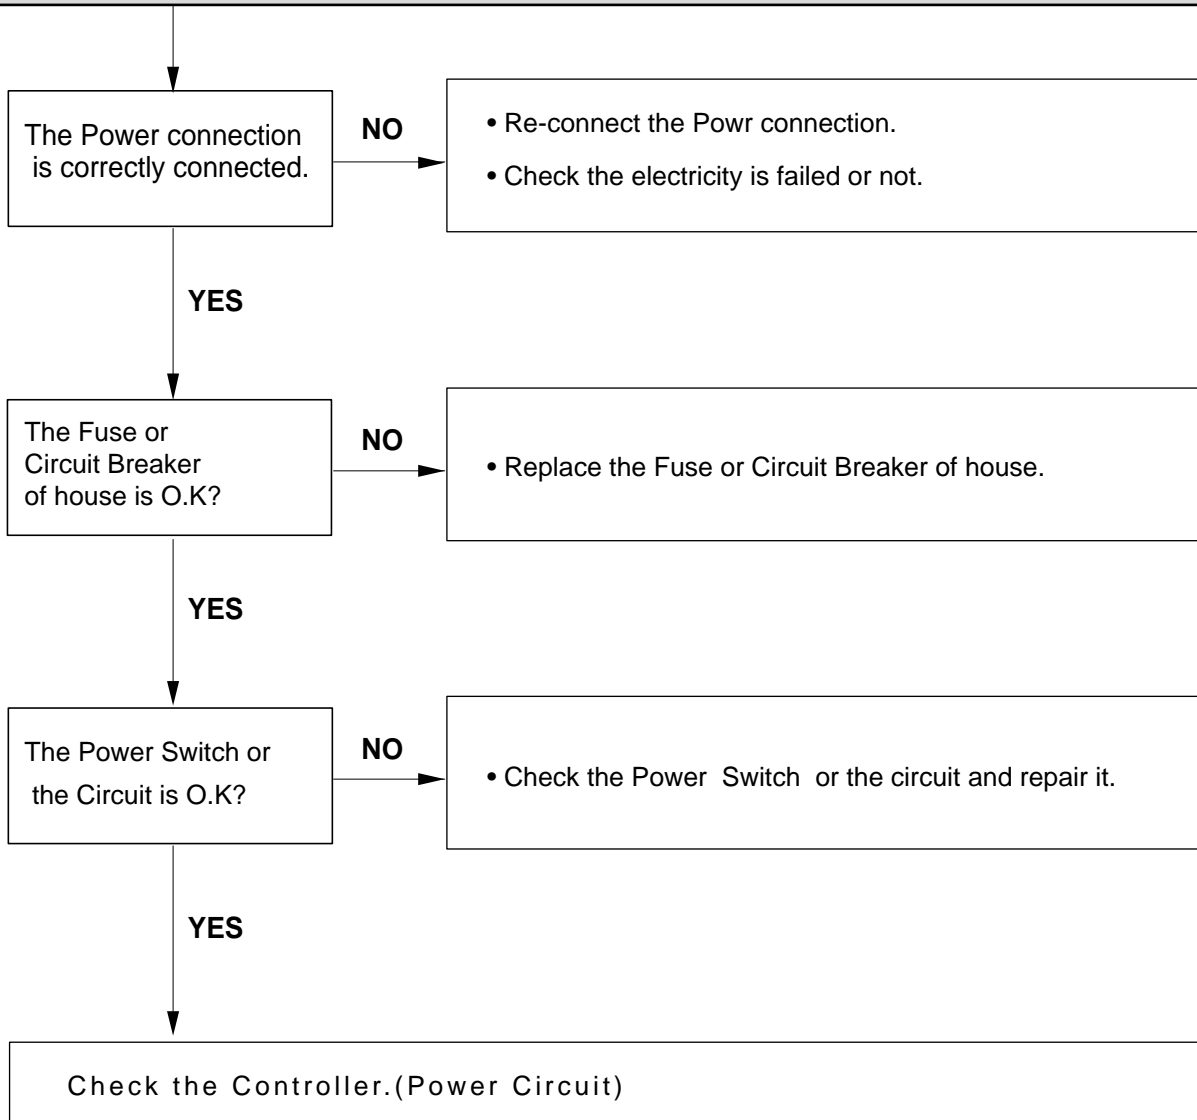 The Power connection
is correctly connected.
NO
• Re-connect the Powr connection.
• Check the electricity is failed or not.
YES
The Fuse or
Circuit Breaker
of house is O.K?
NO
• Replace the Fuse or Circuit Breaker of house.
YES
The Power Switch or
the Circuit is O.K?
NO
• Check the Power Switch or the circuit and repair it.
YES
Check the Controller.(Power Circuit)